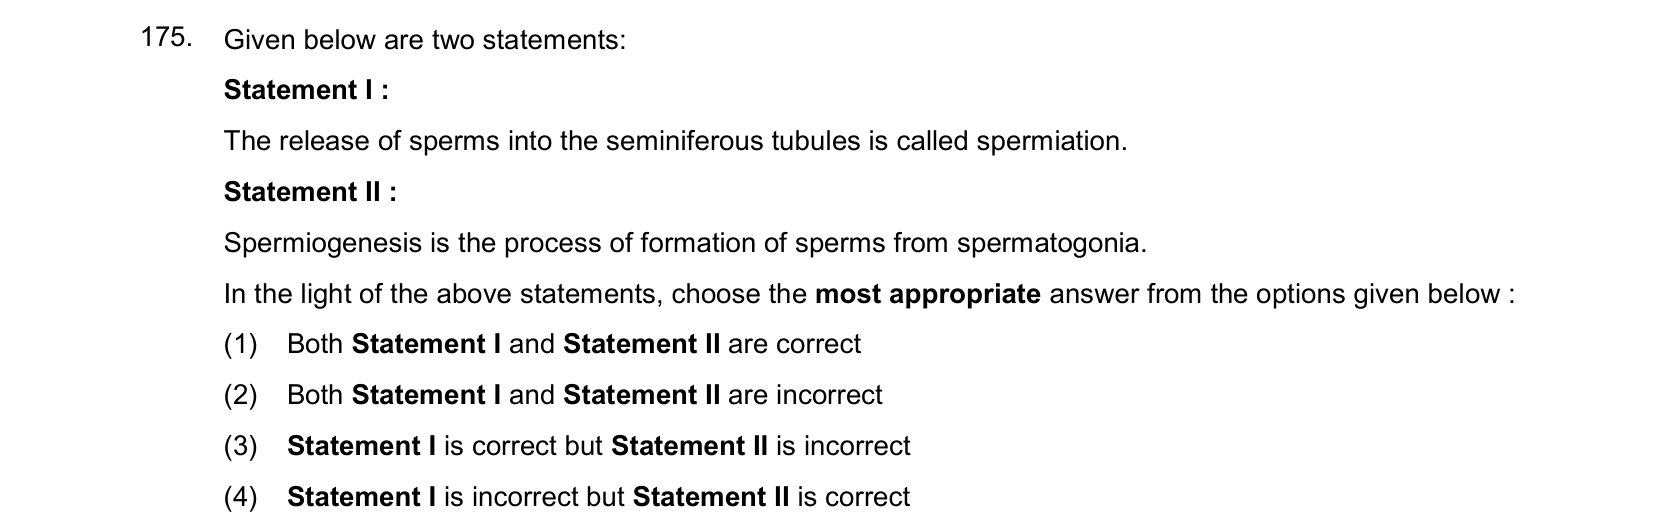 175. Given below are two statements:
Statement I :
The release of sperms into the seminiferous tubules is called spermiation.
Statement II :
Spermiogenesis is the process of formation of sperms from spermatogonia.
In the light of the above statements, choose the most appropriate answer from the options given below :
(1) Both Statement I and Statement II are correct
(2) Both Statement I and Statement II are incorrect
(3) Statement I is correct but Statement II is incorrect
(4) Statement I is incorrect but Statement II is correct